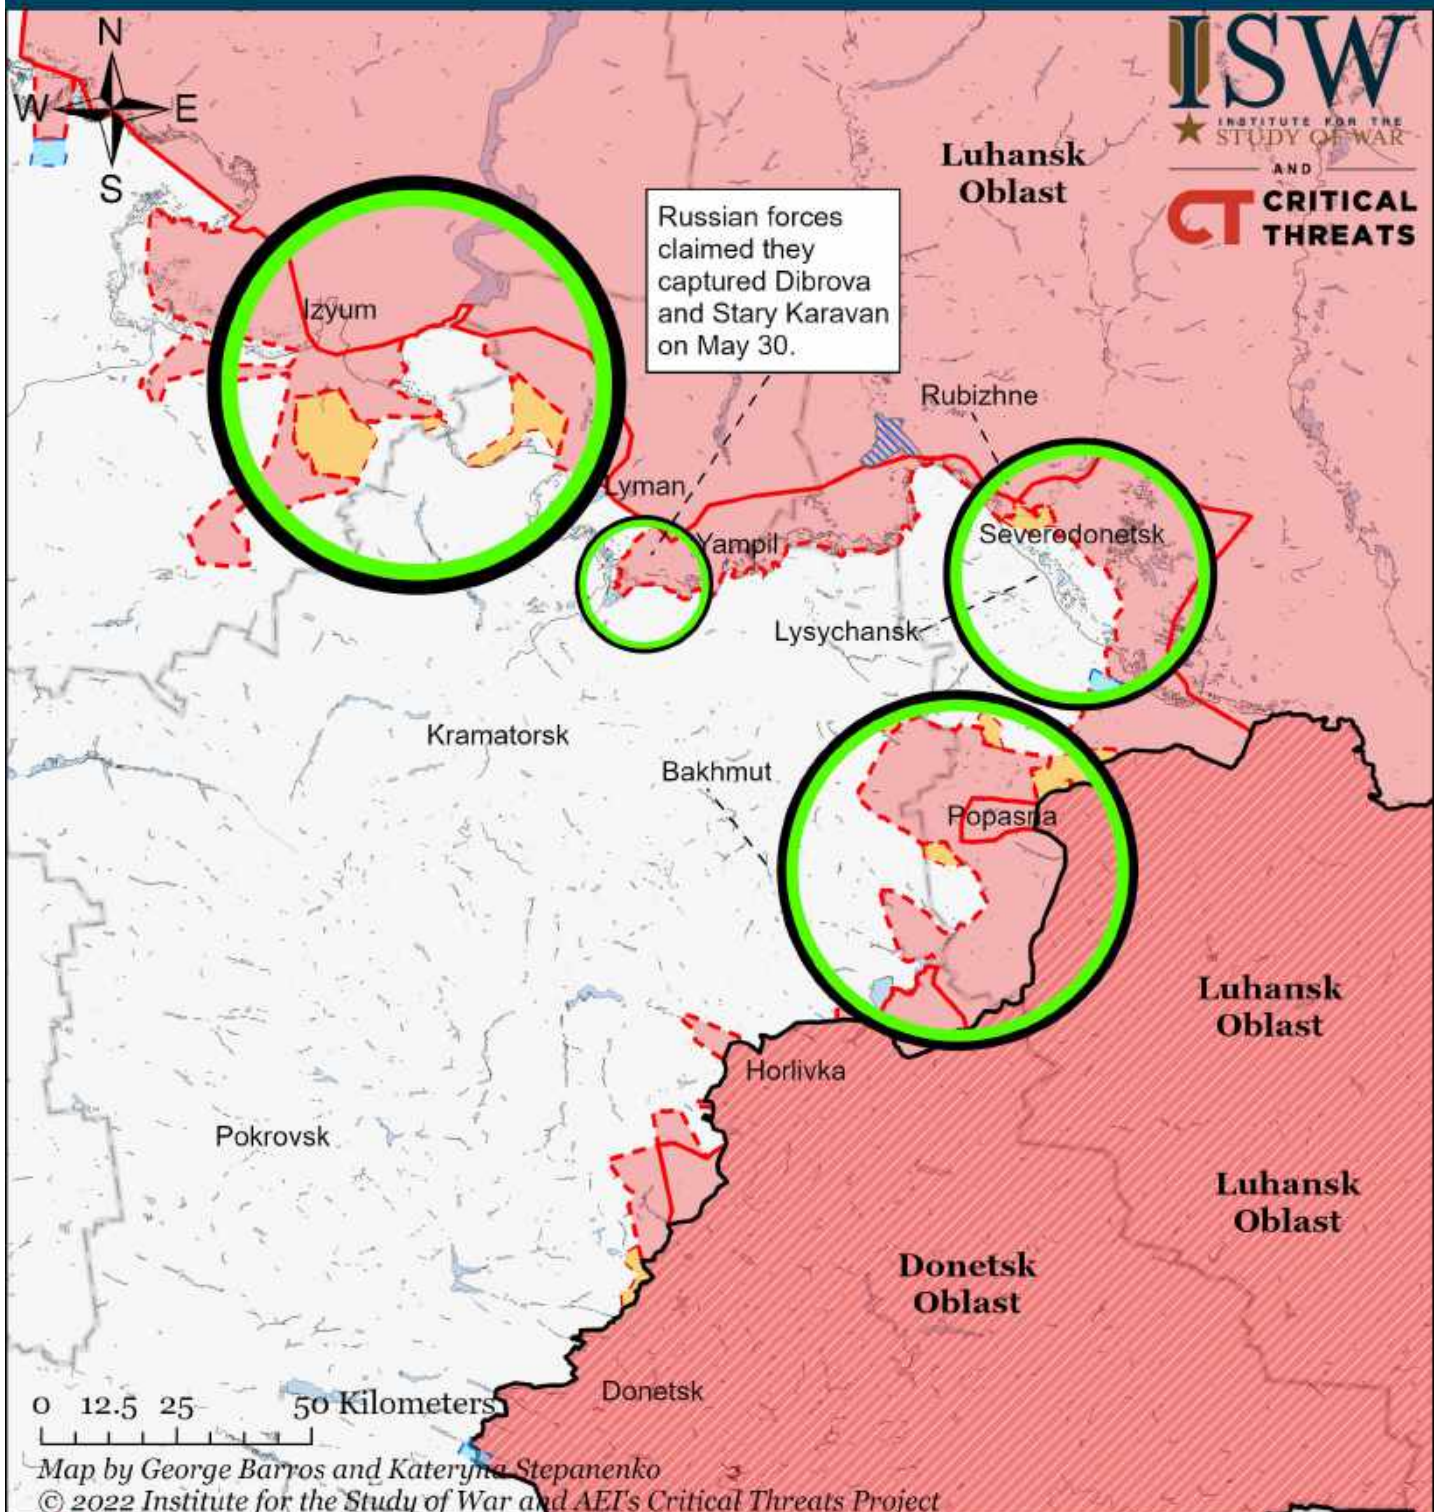 N
W
E
S
ISW
INSTITUTE FOR THE
STUDY OF WAR
AND
CT CRITICAL
THREATS
Luhansk
Oblast
Russian forces
claimed they
captured Dibrova
and Stary Karavan
on May 30.
Izyum
Rubizhne
Lyman
Yampil
Severodonetsk
Lysychansk
Kramatorsk
Bakhmut
Popasna
Luhansk
Oblast
Horlivka
Pokrovsk
Luhansk
Oblast
Donetsk
Oblast
Donetsk
0 12.5 25 50 Kilometers
Map by George Barros and Kateryna Stepanenko
© 2022 Institute for the Study of War and AEI's Critical Threats Project